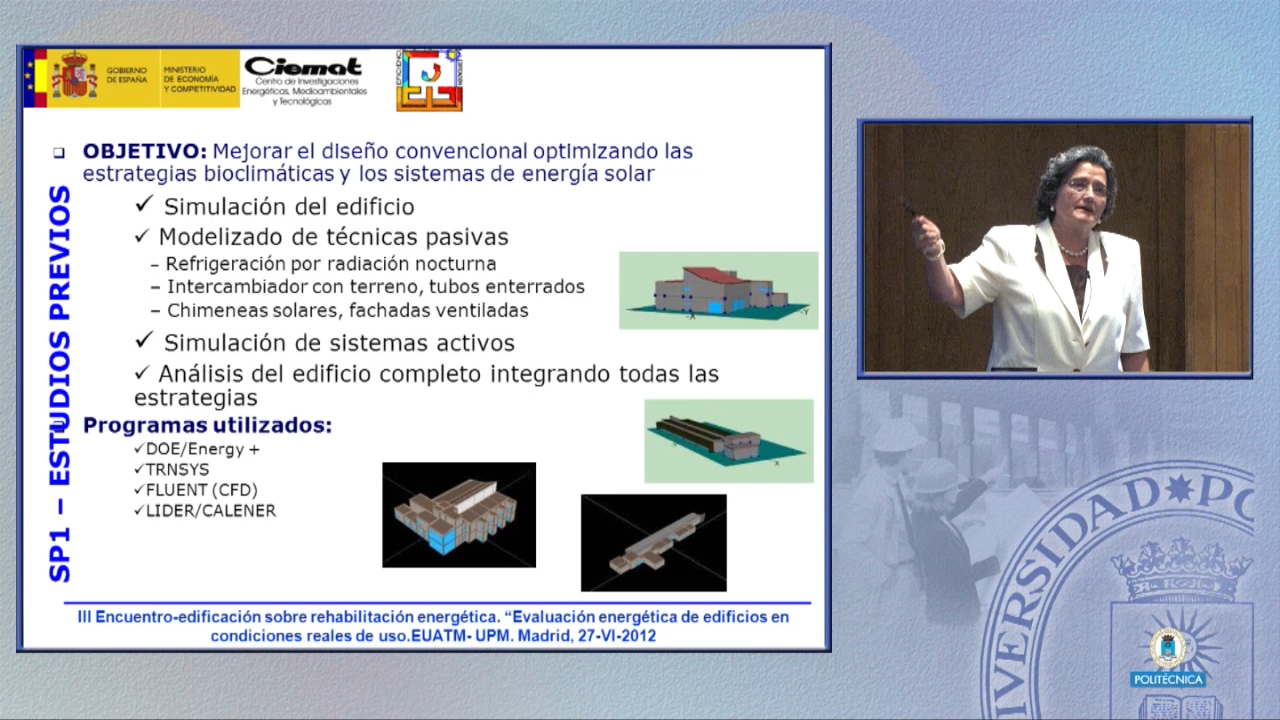 GOBIERNO
DE ESPAÑA
MINISTERIO
DE ECONOMÍA
Y COMPETITIVIDAD
Ciemat
Centro de Investigaciones
Energéticas, Medioambientales
y Tecnológicas
SP1 – ESTUDIOS PREVIOS
OBJETIVO: Mejorar el diseño convencional optimizando las
estrategias bioclimáticas y los sistemas de energía solar
✓ Simulación del edificio
✓ Modelizado de técnicas pasivas
– Refrigeración por radiación nocturna
– Intercambiador con terreno, tubos enterrados
– Chimeneas solares, fachadas ventiladas
✓ Simulación de sistemas activos
✓ Análisis del edificio completo integrando todas las
estrategias
Programas utilizados:
✓DOE/Energy +
✓TRNSYS
✓FLUENT (CFD)
✓LIDER/CALENER
-X
-Y
X
III Encuentro-edificación sobre rehabilitación energética. “Evaluación energética de edificios en
condiciones reales de uso.EUATM- UPM. Madrid, 27-VI-2012
IVERSIDAD PO
POLITÉCNICA